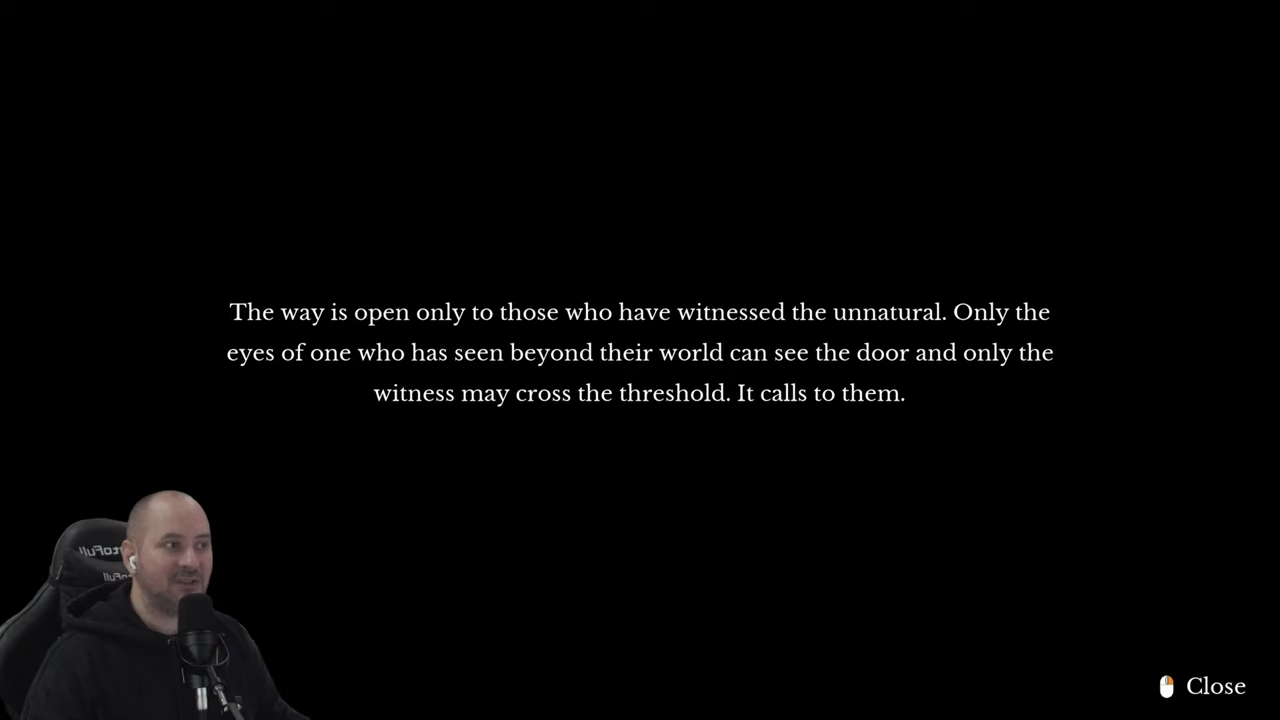 The way is open only to those who have witnessed the unnatural. Only the
eyes of one who has seen beyond their world can see the door and only the
witness may cross the threshold. It calls to them.
Close